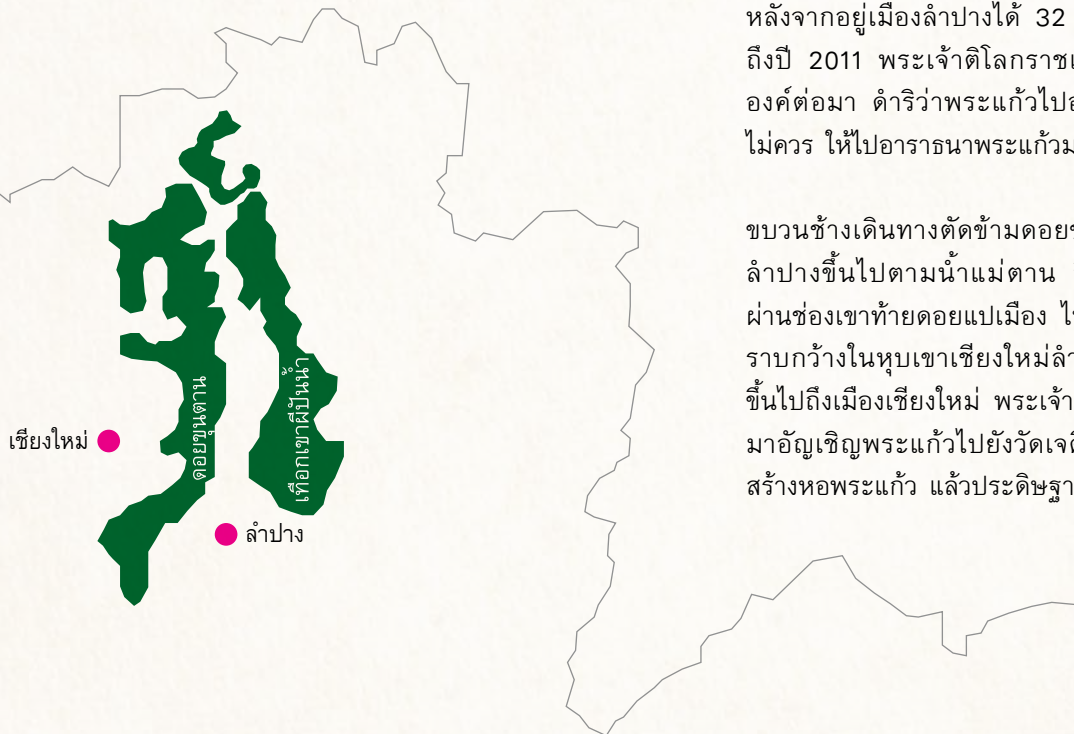 หลังจากอยู่เมืองลำปางได้ 32
ถึงปี 2011 พระเจ้าติโลกราช
องค์ต่อมา ดำริว่าพระแก้วไป
ไม่ควร ให้ไปอาราธนาพระแก้วม
ขบวนช้างเดินทางตัดข้ามดอย
ลำปางขึ้นไปตามน้ำแม่ตาน
ผ่านช่องเขาท้ายดอยแปเมือง
ราบกว้างในหุบเขาเชียงใหม่ลำ
ขึ้นไปถึงเมืองเชียงใหม่ พระเจ้า
มาอัญเชิญพระแก้วไปยังวัดเจดี
สร้างหอพระแก้ว แล้วประดิษฐา
ดอยขุนตาน
เทือกเขาผีปันน้ำ
เชียงใหม่
ลำปาง